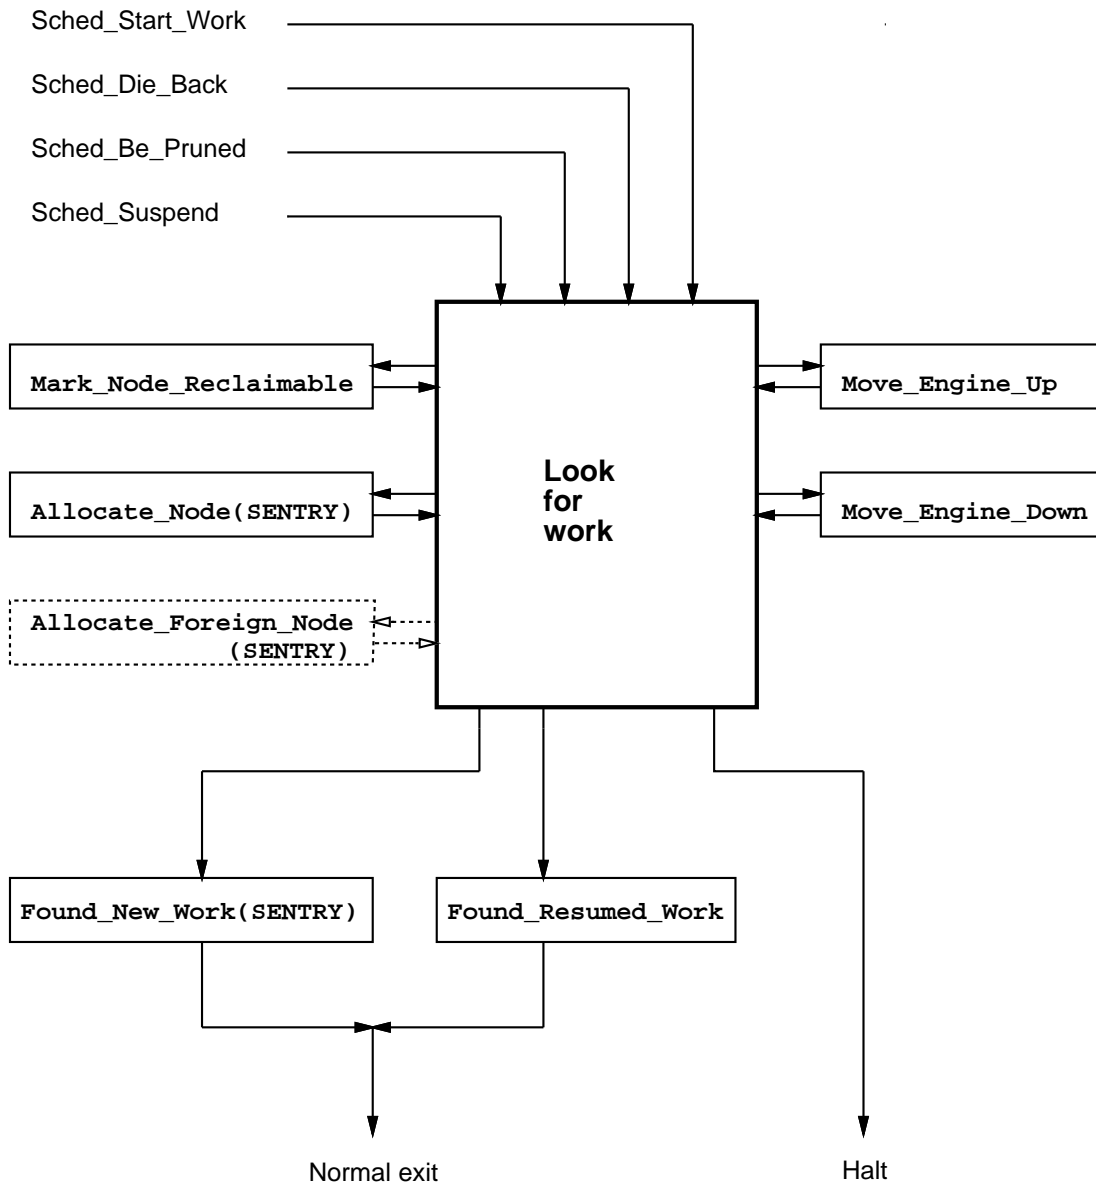 Sched_Start_Work
Sched_Die_Back
Sched_Be_Pruned
Sched_Suspend
Mark_Node_Reclaimable
Move_Engine_Up
Look
for
work
Allocate_Node(SENTRY)
Move_Engine_Down
Allocate_Foreign_Node
(SENTRY)
Found_New_Work(SENTRY)
Found_Resumed_Work
Normal exit
Halt